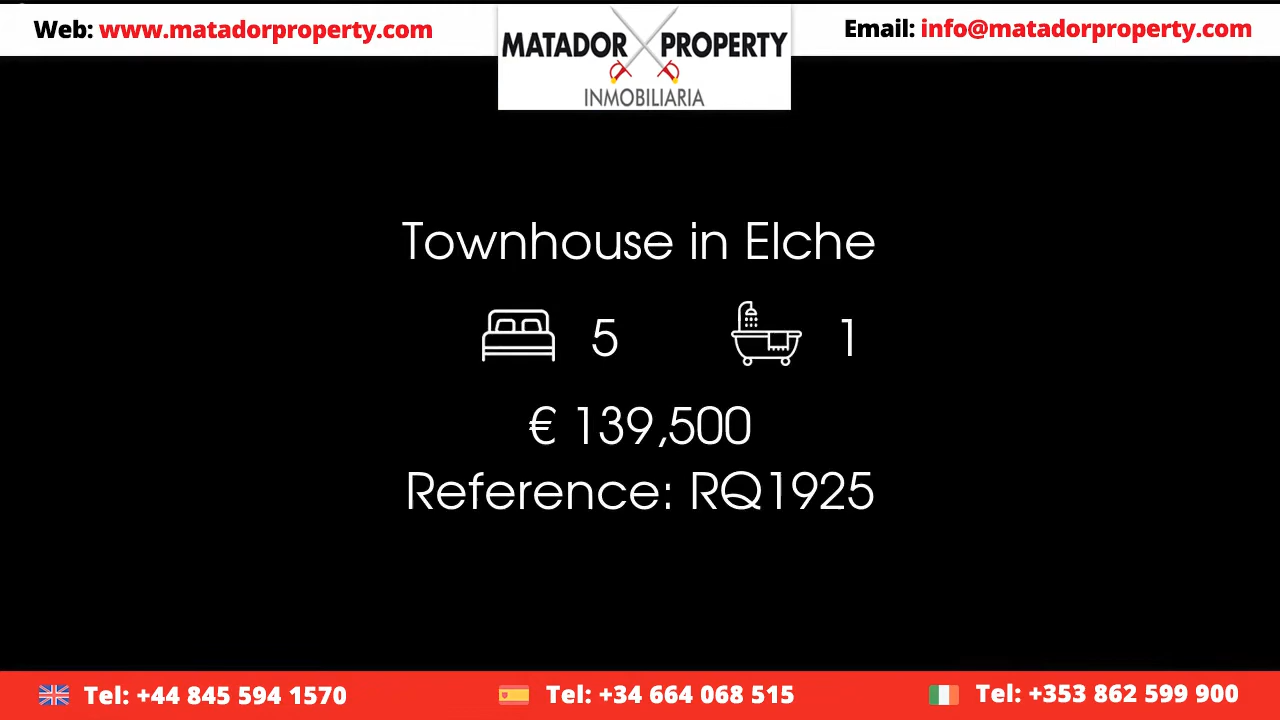 Web: www.matadorproperty.com
MATADOR PROPERTY
INMOBILIARIA
Email: info@matadorproperty.com
Townhouse in Elche
5 1
€ 139,500
Reference: RQ1925
Tel: +44 845 594 1570
Tel: +34 664 068 515
Tel: +353 862 599 900